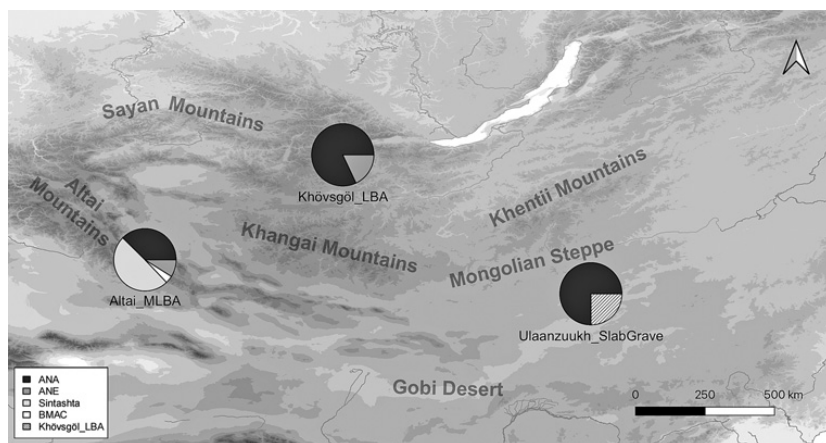 Sayan Mountains
Khövsgöl_LBA
Altai
Mountains
Khentii Mountains
Khangai Mountains
Mongolian Steppe
Altai_MLBA
Ulaanzuukh_SlabGrave
Gobi Desert
ANA
ANE
Sintashta
BMAC
Khövsgöl_LBA
0 250 500 km